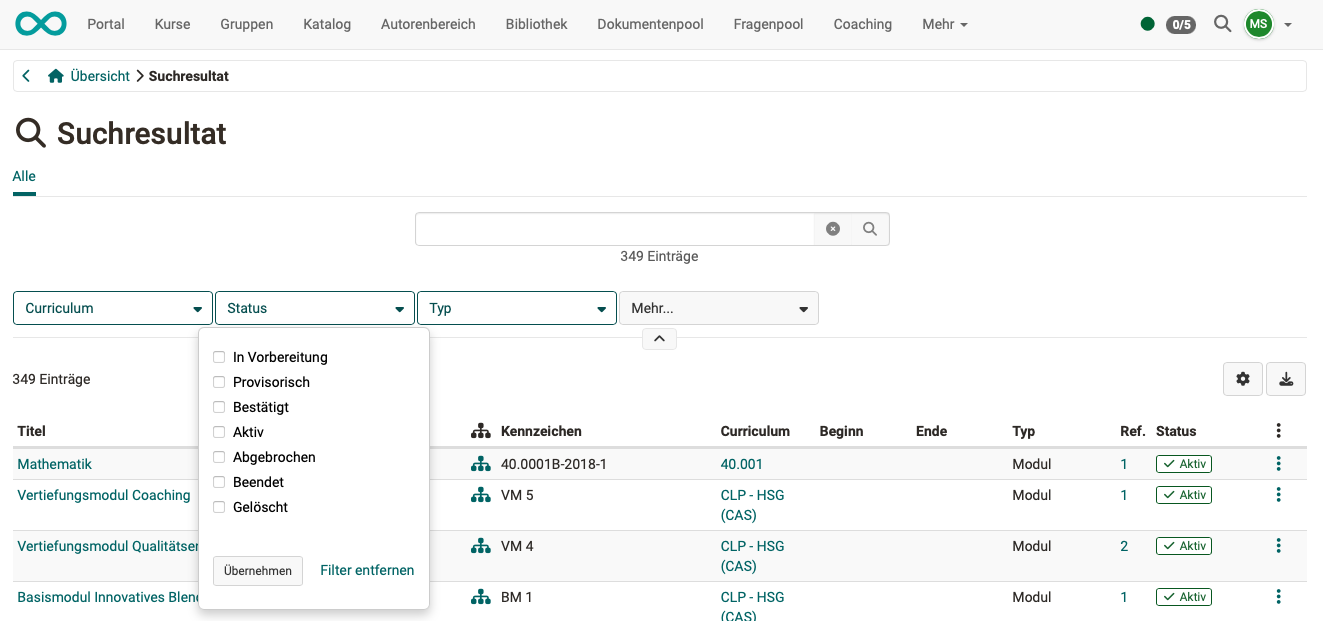 Portal Kurse Gruppen Katalog Autorenbereich Bibliothek Dokumentenpool Fragenpool Coaching Mehr 0/5 MS
Übersicht Suchresultat
Suchresultat
Alle
349 Einträge
Curriculum Status Typ Mehr...
In Vorbereitung
Provisorisch
Bestätigt
Aktiv
Abgebrochen
Beendet
Gelöscht
Übernehmen Filter entfernen
349 Einträge
Titel Kennzeichen Curriculum Beginn Ende Typ Ref. Status
Mathematik 40.0001B-2018-1 40.001 Modul 1 Aktiv
Vertiefungsmodul Coaching VM 5 CLP - HSG Modul 1 Aktiv
(CAS)
Vertiefungsmodul VM 4 CLP - HSG Modul 2 Aktiv
(CAS)
Basismodul Innovatives BM 1 CLP - HSG Modul 1 Aktiv
(CAS)